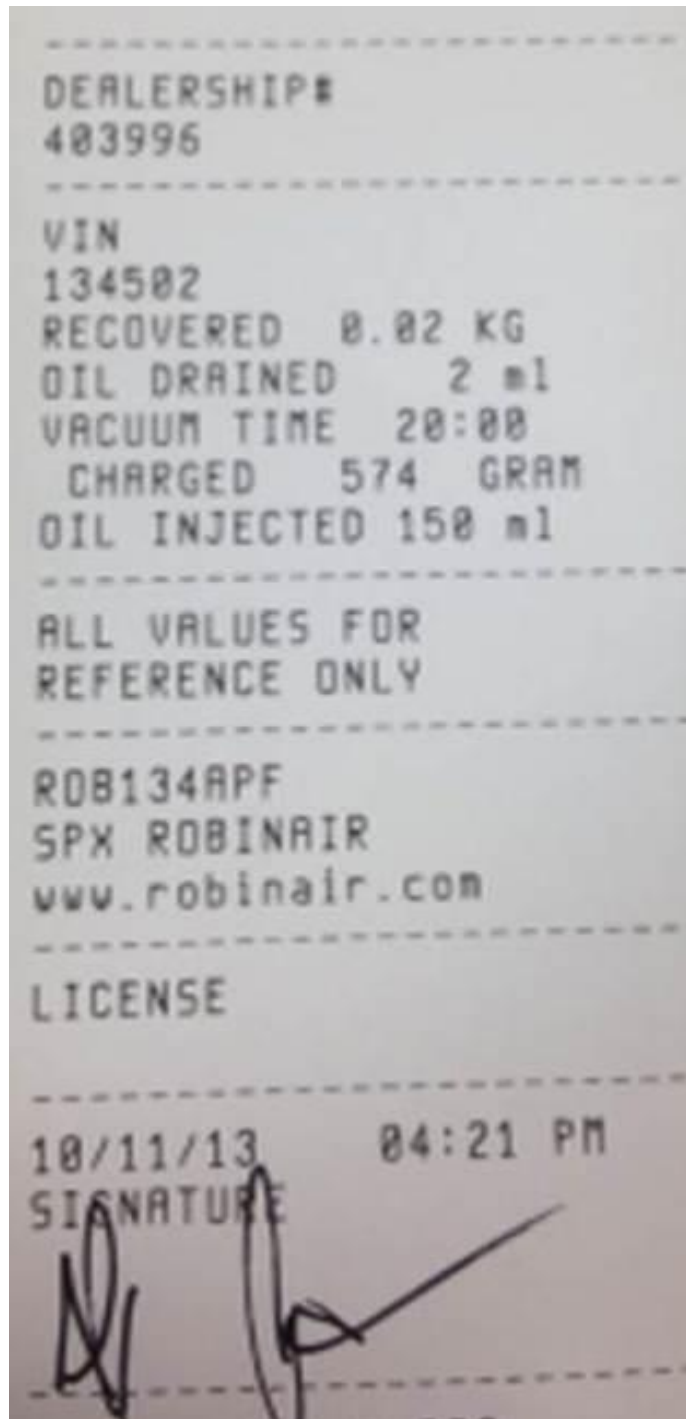 DEALERSHIP#
403996
VIN
134502
RECOVERED 0.02 KG
OIL DRAINED 2 ml
VACUUM TIME 20:00
CHARGED 574 GRAM
OIL INJECTED 150 ml
ALL VALUES FOR
REFERENCE ONLY
ROB134APF
SPX ROBINAIR
www.robinair.com
LICENSE
10/11/13 04:21 PM
SIGNATURE